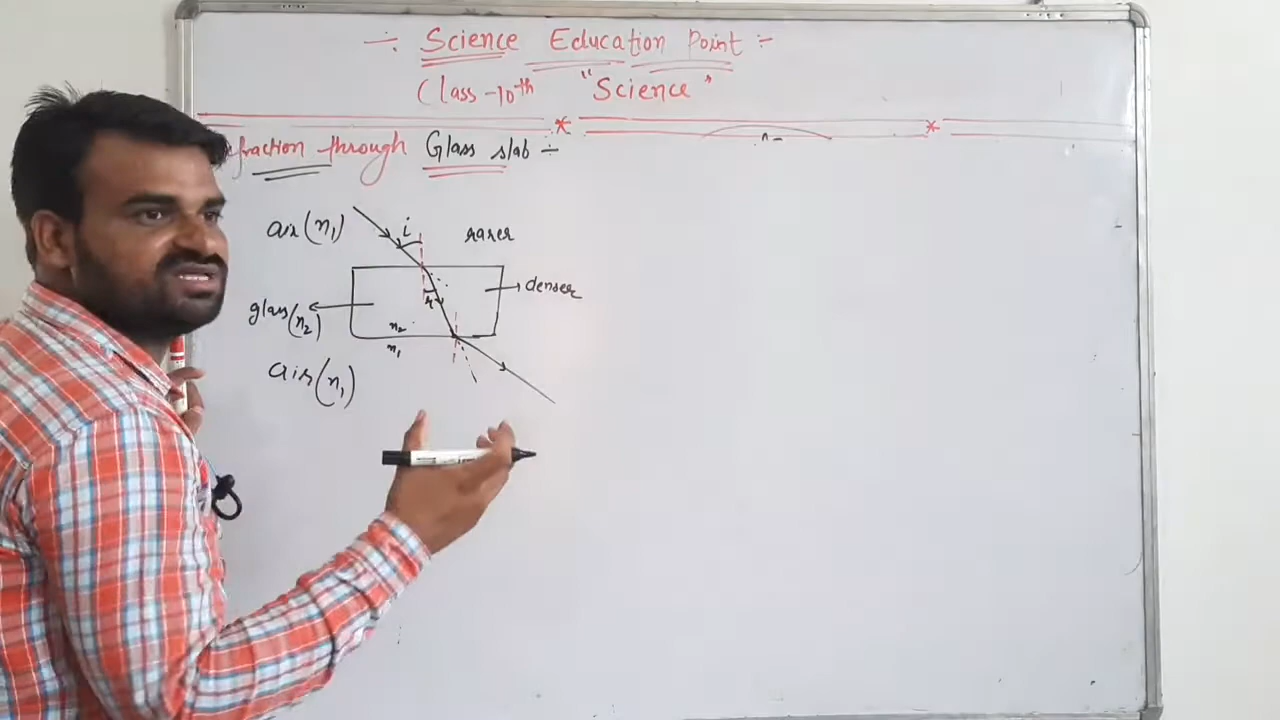 ÷ Science Education Point :-
Class-10th "Science"
fraction through Glass slab ÷
air (n1)
i
rarer
denser
r
glass (n2)
n2
n1
air (n1)